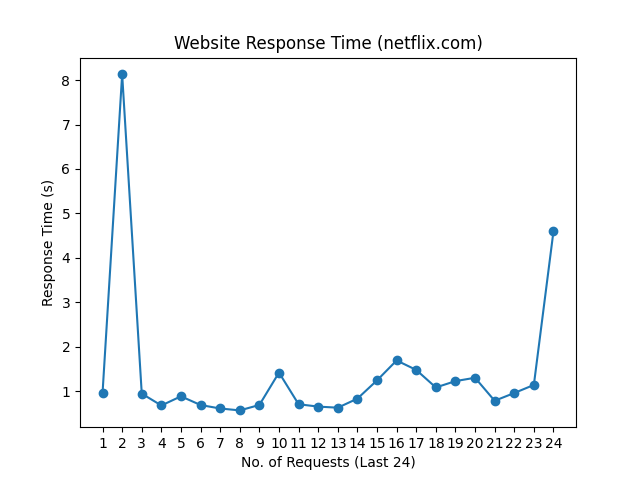 Website Response Time (netflix.com)
Response Time (s)
8
7
6
5
4
3
2
1
1 2 3 4 5 6 7 8 9 10 11 12 13 14 15 16 17 18 19 20 21 22 23 24
No. of Requests (Last 24)